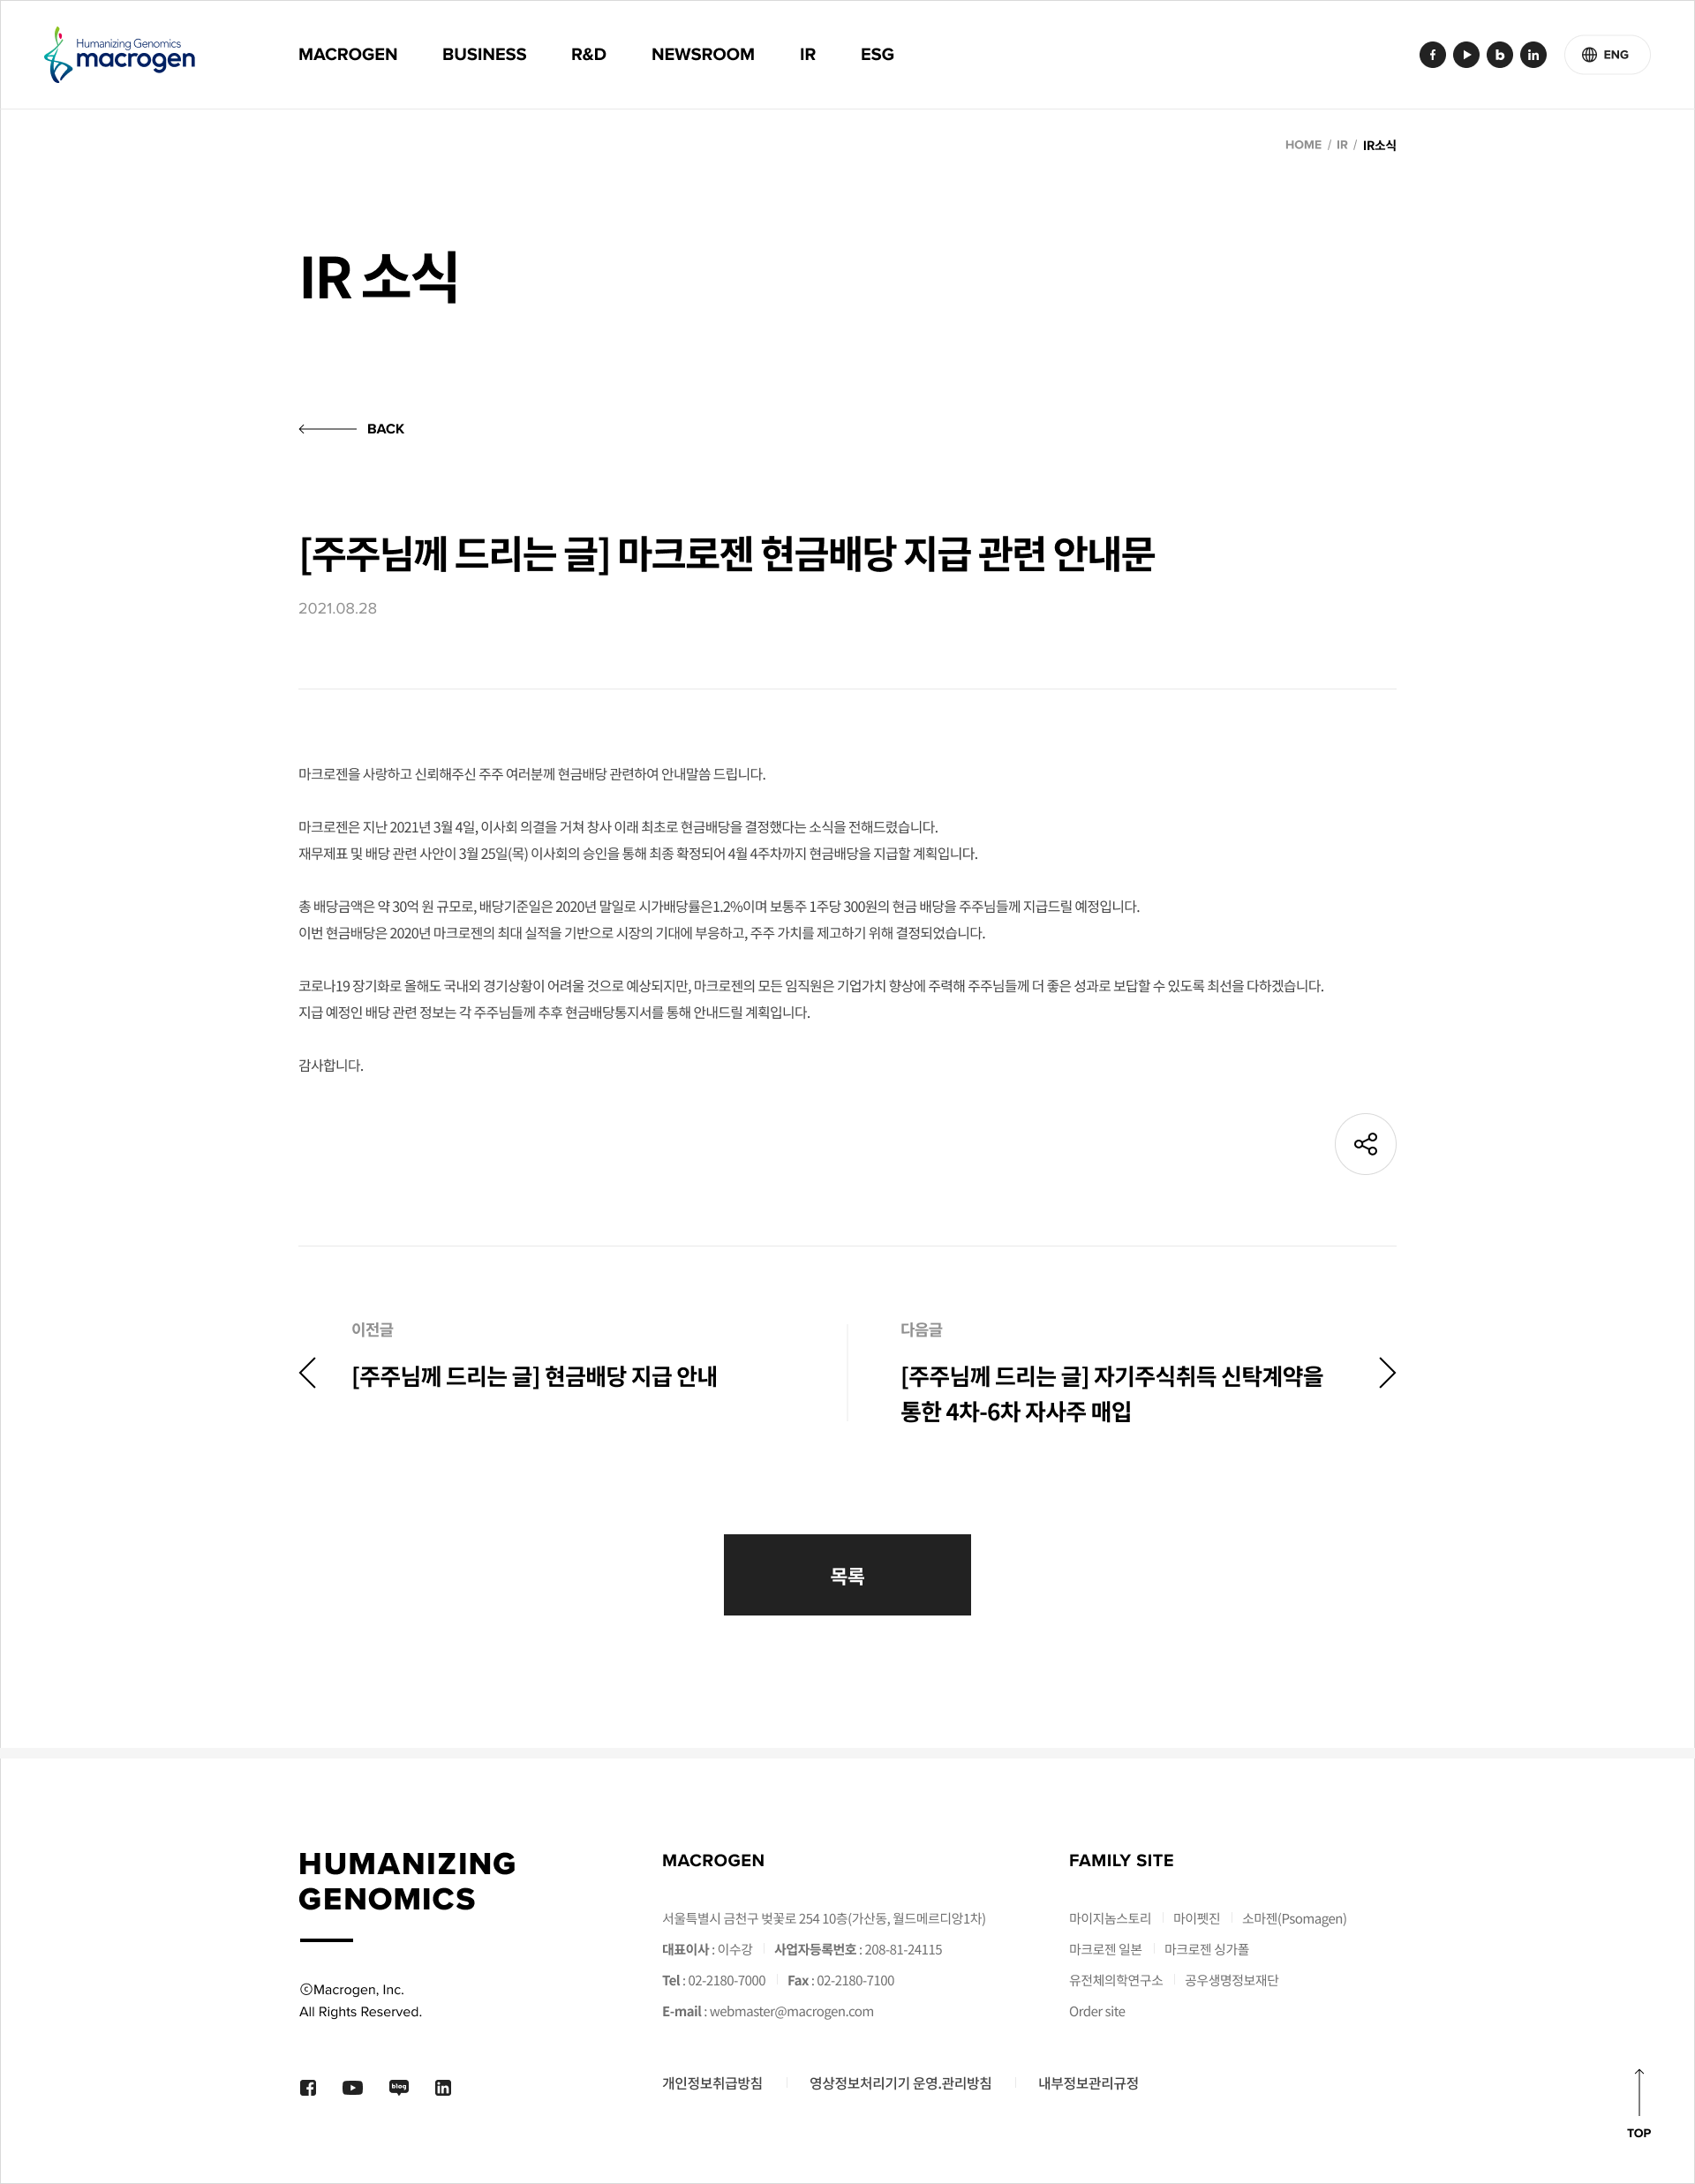 Humanizing Genomics
macrogen
MACROGEN BUSINESS R&D NEWSROOM IR ESG
ENG
HOME / IR / IR소식
IR 소식
BACK
[주주님께 드리는 글] 마크로젠 현금배당 지급 관련 안내문
2021.08.28
마크로젠을 사랑하고 신뢰해주신 주주 여러분께 현금배당 관련하여 안내말씀 드립니다.
마크로젠은 지난 2021년 3월 4일, 이사회 의결을 거쳐 창사 이래 최초로 현금배당을 결정했다는 소식을 전해드렸습니다.
재무제표 및 배당 관련 사안이 3월 25일(목) 이사회의 승인을 통해 최종 확정되어 4월 4주차까지 현금배당을 지급할 계획입니다.
총 배당금액은 약 30억 원 규모로, 배당기준일은 2020년 말일로 시가배당률은1.2%이며 보통주 1주당 300원의 현금 배당을 주주님들께 지급드릴 예정입니다.
이번 현금배당은 2020년 마크로젠의 최대 실적을 기반으로 시장의 기대에 부응하고, 주주 가치를 제고하기 위해 결정되었습니다.
코로나19 장기화로 올해도 국내외 경기상황이 어려울 것으로 예상되지만, 마크로젠의 모든 임직원은 기업가치 향상에 주력해 주주님들께 더 좋은 성과로 보답할 수 있도록 최선을 다하겠습니다.
지급 예정인 배당 관련 정보는 각 주주님들께 추후 현금배당통지서를 통해 안내드릴 계획입니다.
감사합니다.
이전글
[주주님께 드리는 글] 현금배당 지급 안내
다음글
[주주님께 드리는 글] 자기주식취득 신탁계약을
통한 4차-6차 자사주 매입
목록
HUMANIZING
GENOMICS
ⓒMacrogen, Inc.
All Rights Reserved.
blog
MACROGEN
서울특별시 금천구 벚꽃로 254 10층(가산동, 월드메르디앙1차)
대표이사 : 이수강 사업자등록번호 : 208-81-24115
Tel : 02-2180-7000 Fax : 02-2180-7100
E-mail : webmaster@macrogen.com
FAMILY SITE
마이지놈스토리 마이펫진 소마젠(Psomagen)
마크로젠 일본 마크로젠 싱가폴
유전체의학연구소 공우생명정보재단
Order site
개인정보취급방침 영상정보처리기기 운영.관리방침 내부정보관리규정
TOP